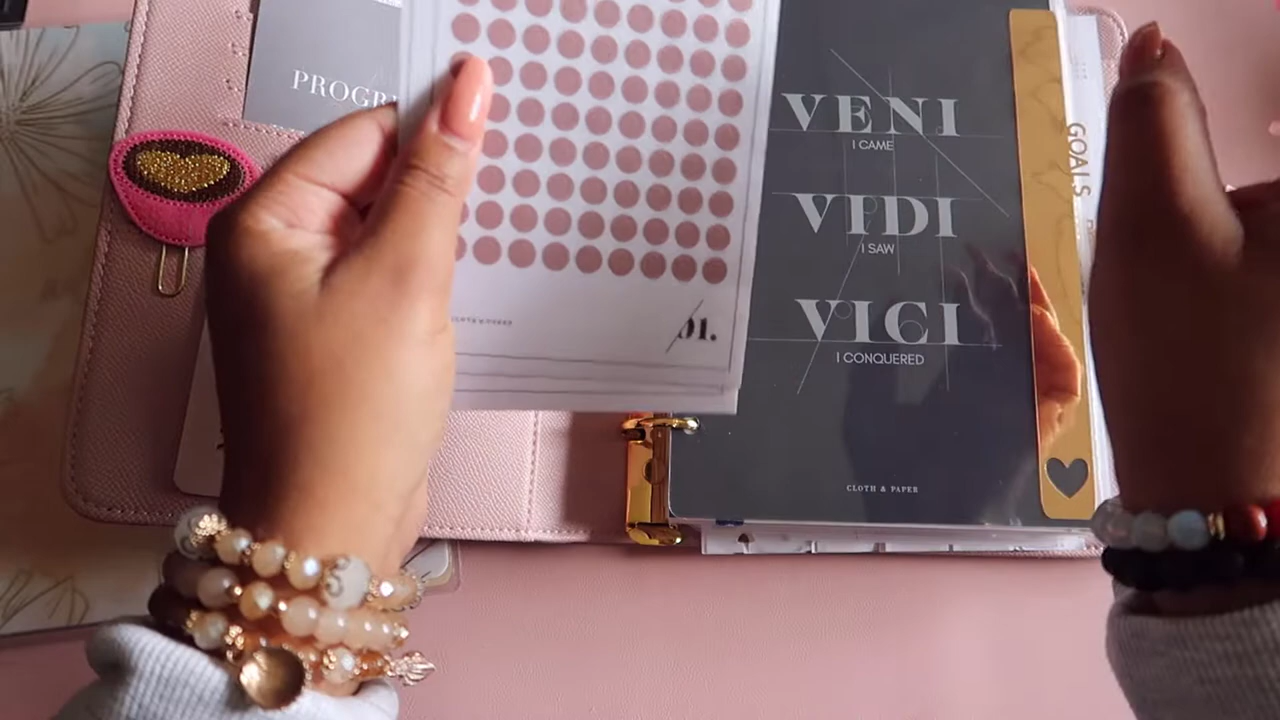 PROGR
VENI
I CAME
VIDI
I SAW
VICI
I CONQUERED
CLOTH & PAPER
GOALS
01.